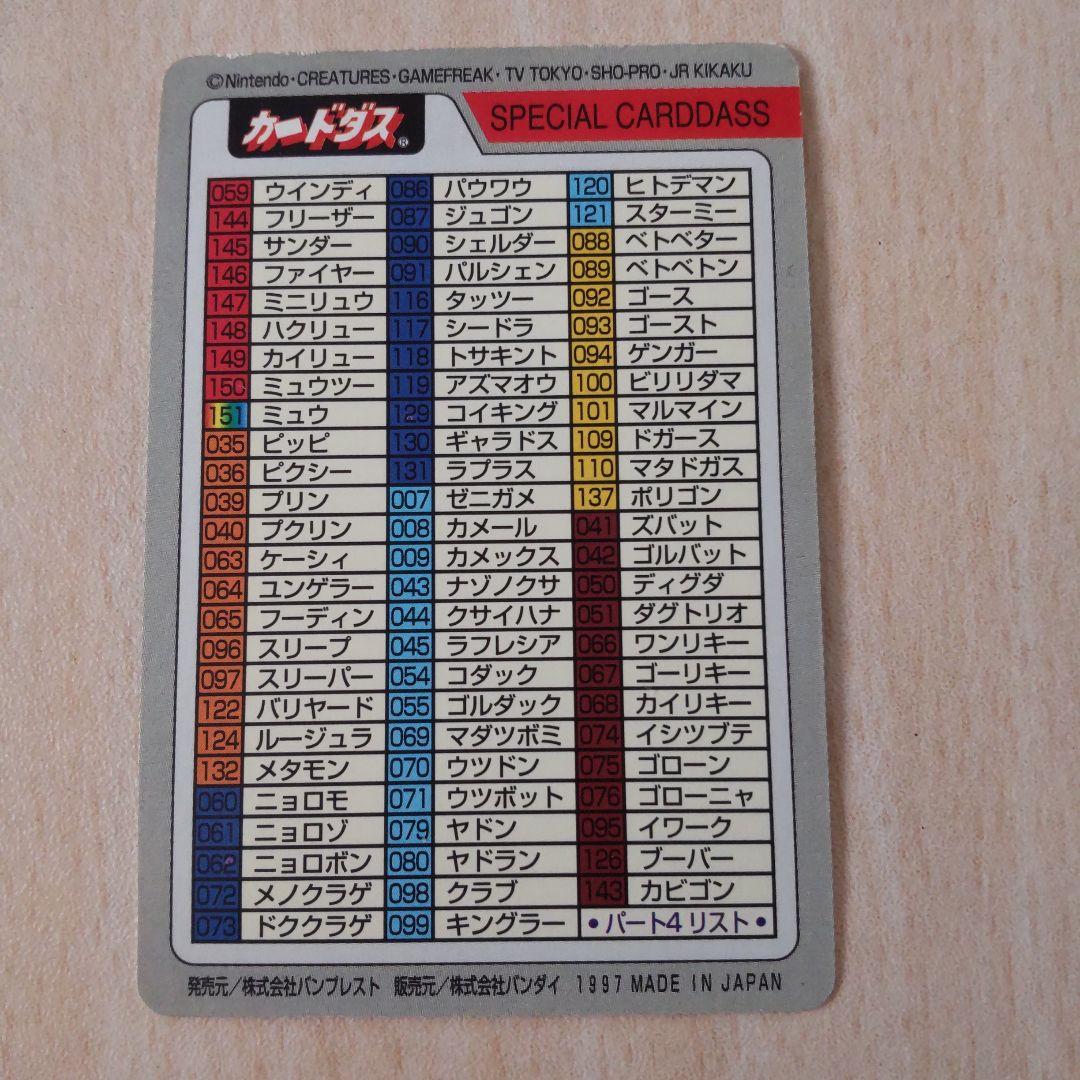 ©Nintendo・CREATURES・GAMEFREAK・TV TOKYO・SHO-PRO・JR KIKAKU
カードダス®
SPECIAL CARDDASS
059 ウインディ
144 フリーザー
145 サンダー
146 ファイヤー
147 ミニリュウ
148 ハクリュー
149 カイリュー
150 ミュウツー
151 ミュウ
035 ピッピ
036 ピクシー
039 プリン
040 プクリン
063 ケーシィ
064 ユンゲラー
065 フーディン
096 スリープ
097 スリーパー
122 バリヤード
124 ルージュラ
132 メタモン
060 ニョロモ
061 ニョロゾ
062 ニョロボン
072 メノクラゲ
073 ドククラゲ
086 パウワウ
087 ジュゴン
090 シェルダー
091 パルシェン
116 タッツー
117 シードラ
118 トサキント
119 アズマオウ
129 コイキング
130 ギャラドス
131 ラプラス
007 ゼニガメ
008 カメール
009 カメックス
043 ナゾノクサ
044 クサイハナ
045 ラフレシア
054 コダック
055 ゴルダック
069 マダツボミ
070 ウツドン
071 ウツボット
079 ヤドン
080 ヤドラン
098 クラブ
099 キングラー
120 ヒトデマン
121 スターミー
088 ベトベター
089 ベトベトン
092 ゴース
093 ゴースト
094 ゲンガー
100 ビリリダマ
101 マルマイン
109 ドガース
110 マタドガス
137 ポリゴン
041 ズバット
042 ゴルバット
050 ディグダ
051 ダグトリオ
066 ワンリキー
067 ゴーリキー
068 カイリキー
074 イシツブテ
075 ゴローン
076 ゴローニャ
095 イワーク
126 ブーバー
143 カビゴン
•パート4 リスト•
発売元/株式会社バンプレスト 販売元/株式会社バンダイ 1997 MADE IN JAPAN